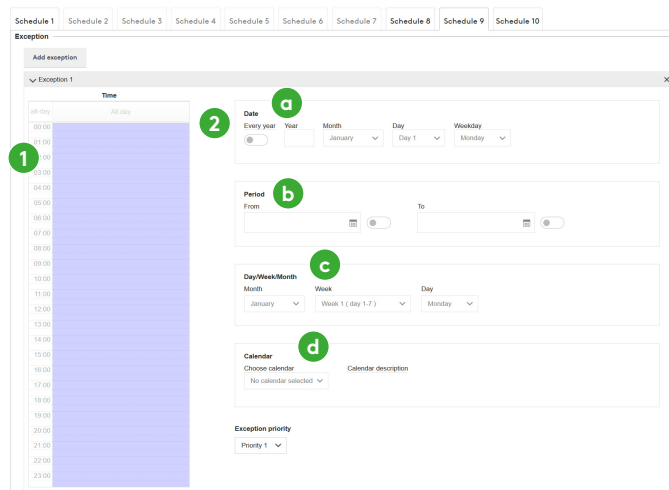 Schedule 1 Schedule 2 Schedule 3 Schedule 4 Schedule 5 Schedule 6 Schedule 7 Schedule 8 Schedule 9 Schedule 10
Exception
Add exception
Exception 1
Time
all-day All day
00:00
01:00
1
:00
03:00
04:00
05:00
06:00
07:00
08:00
09:00
10:00
11:00
12:00
13:00
14:00
15:00
16:00
17:00
18:00
19:00
20:00
21:00
22:00
23:00
2
a
Date
Every year Year Month Day Weekday
January Day 1 Monday
b
Period
From To
c
Day/Week/Month
Month Week Day
January Week 1 ( day 1-7 ) Monday
d
Calendar
Choose calendar Calendar description
No calendar selected
Exception priority
Priority 1